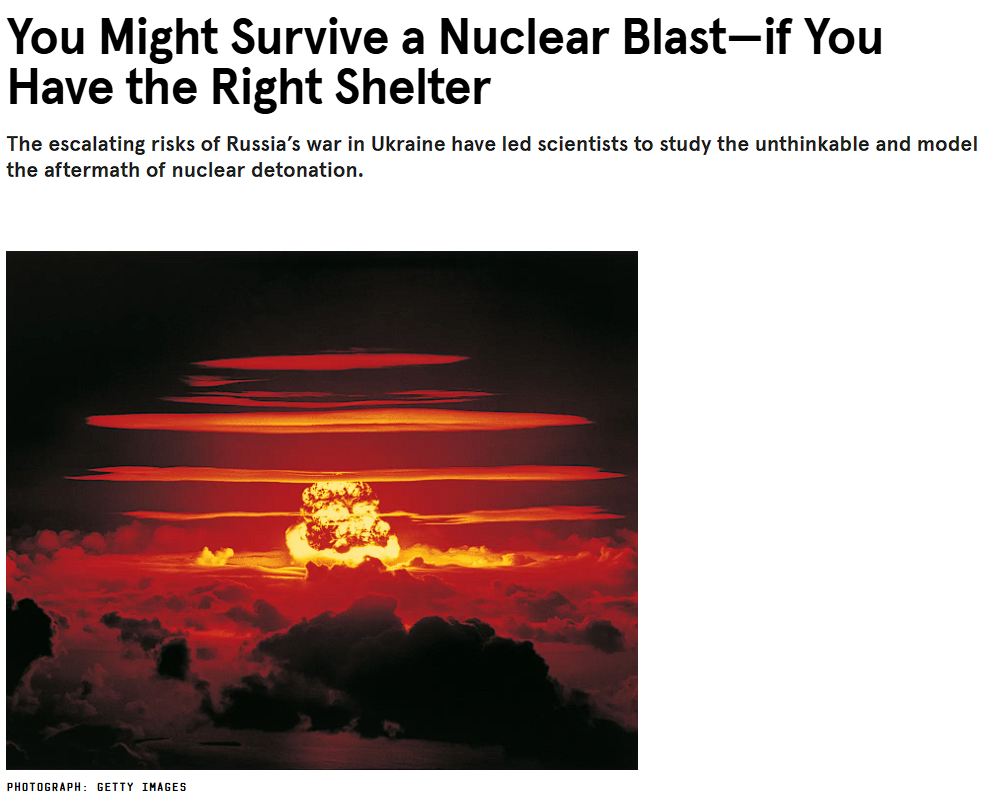 You Might Survive a Nuclear Blast—if You
Have the Right Shelter
The escalating risks of Russia’s war in Ukraine have led scientists to study the unthinkable and model
the aftermath of nuclear detonation.
PHOTOGRAPH: GETTY IMAGES